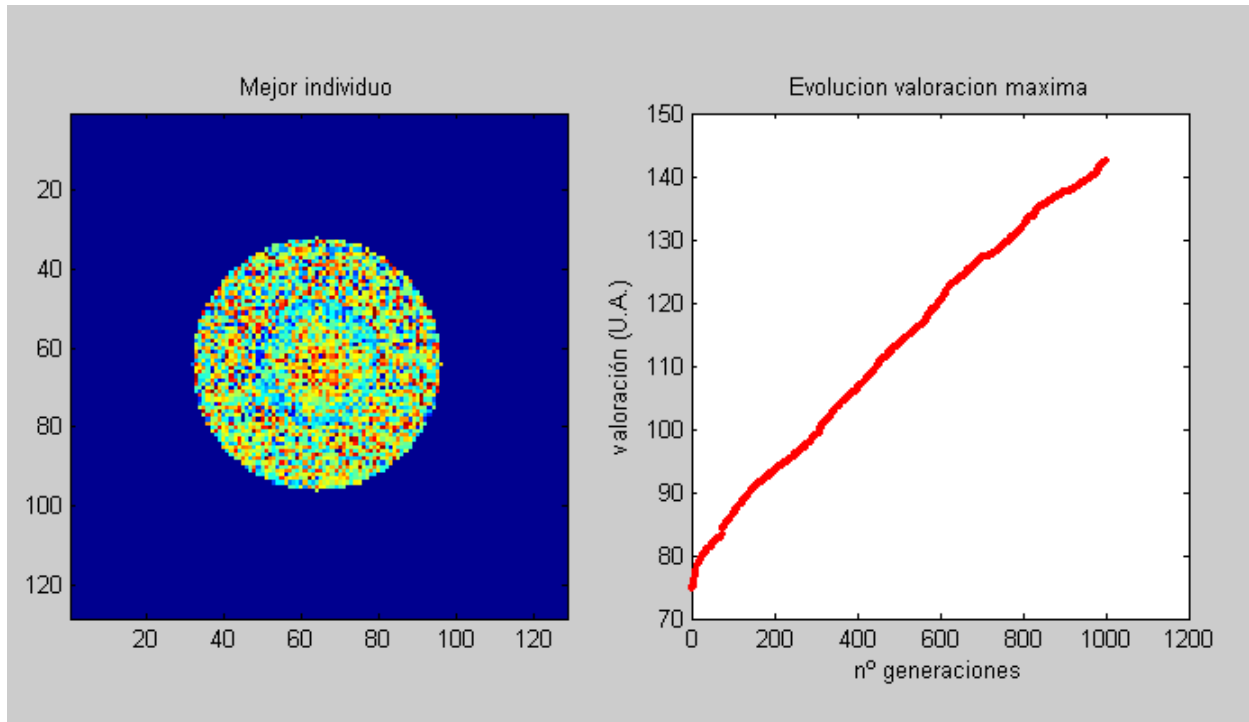 Mejor individuo
20
40
60
80
100
120
20 40 60 80 100 120
Evolucion valoracion maxima
150
140
130
120
110
100
90
80
70
valoración (U.A.)
0 200 400 600 800 1000 1200
nº generaciones